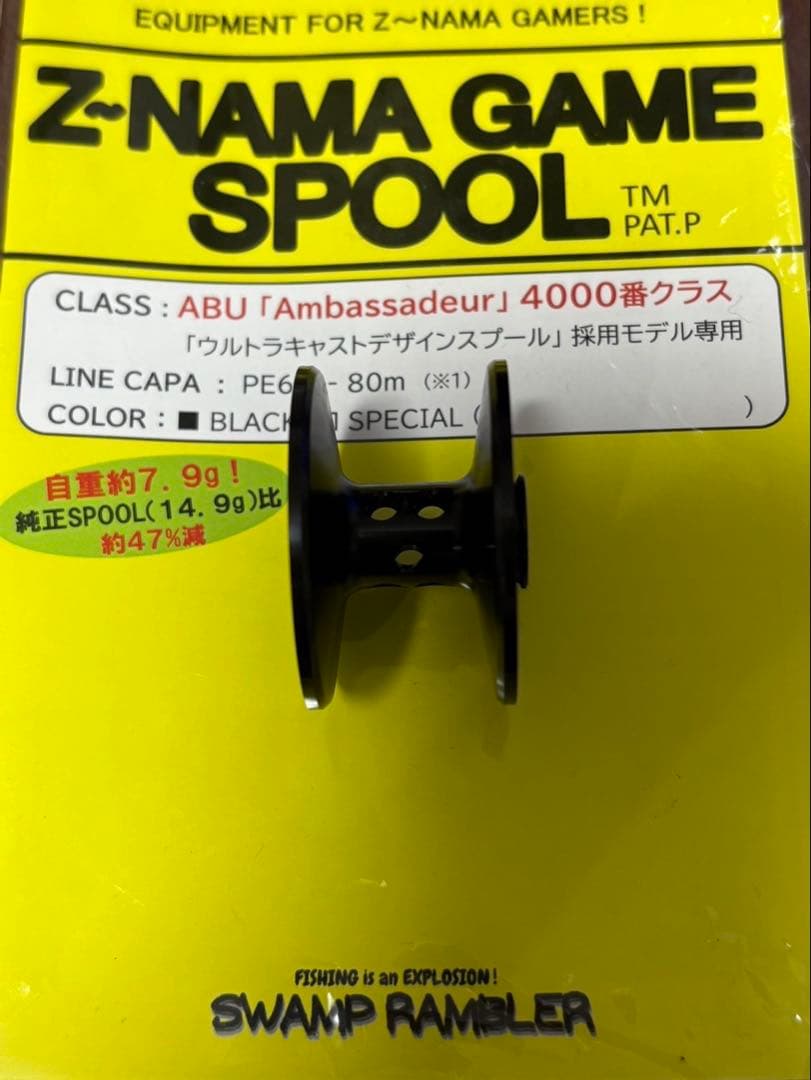 EQUIPMENT FOR Z～NAMA GAMERS！
Z~NAMA GAME
SPOOL TM
PAT.P
CLASS : ABU「Ambassadeur」4000番クラス
「ウルトラキャストデザインスプール」採用モデル専用
LINE CAPA : PE6 - 80m (※1)
COLOR : ■ BLACK SPECIAL ( )
自重約7.9g！
純正SPOOL(14.9g)比
約47%減
FISHING is an EXPLOSION!
SWAMP RAMBLER